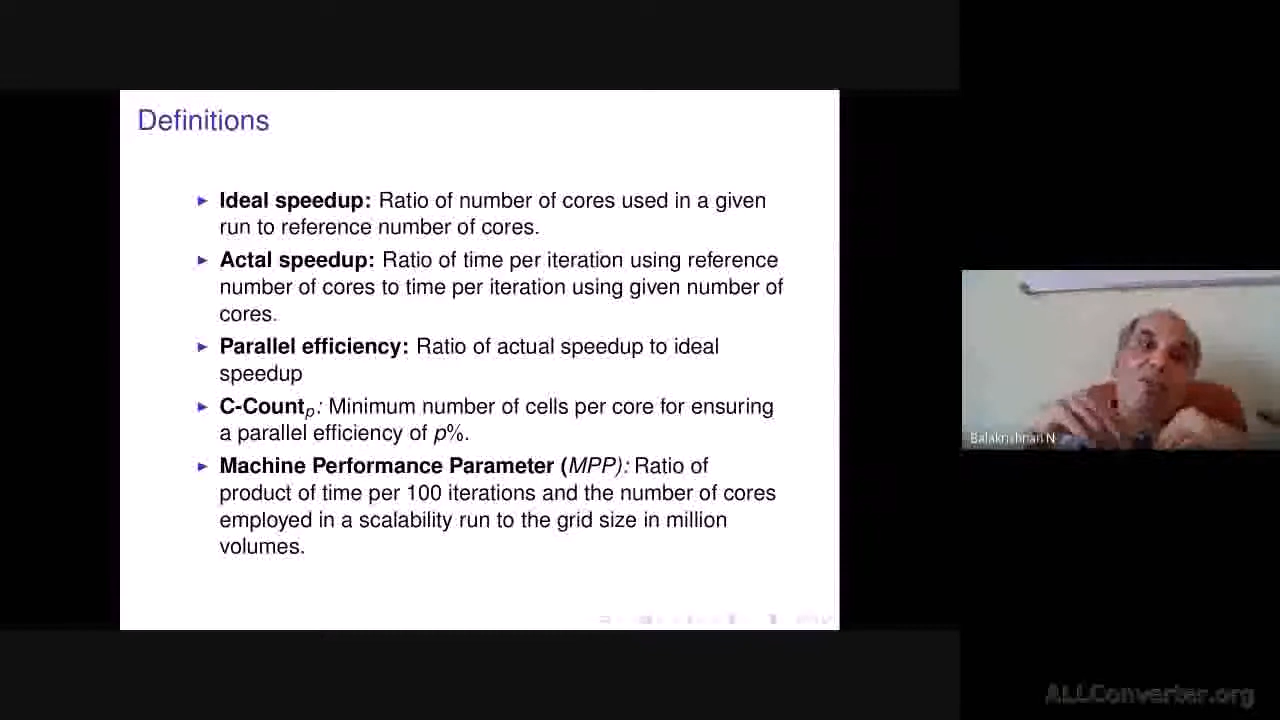 Definitions
► Ideal speedup: Ratio of number of cores used in a given
run to reference number of cores.
► Actal speedup: Ratio of time per iteration using reference
number of cores to time per iteration using given number of
cores.
► Parallel efficiency: Ratio of actual speedup to ideal
speedup
► C-Countp: Minimum number of cells per core for ensuring
a parallel efficiency of p%.
► Machine Performance Parameter (MPP): Ratio of
product of time per 100 iterations and the number of cores
employed in a scalability run to the grid size in million
volumes.
Balakrishnan N
ALLConverter.org